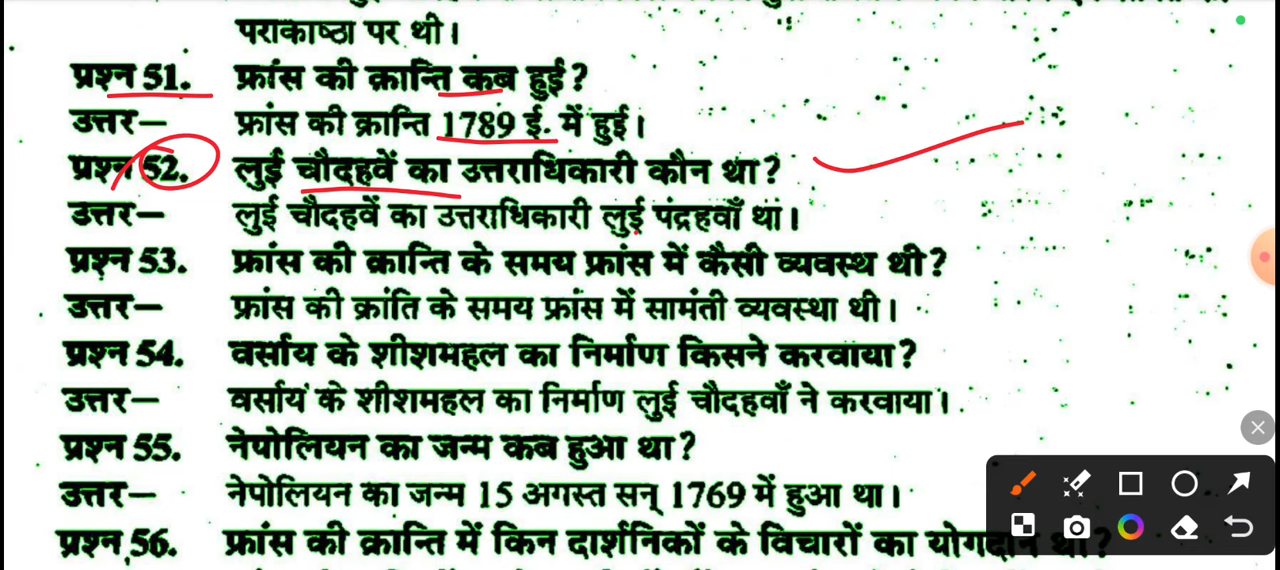 पराकाष्ठा पर थी।
प्रश्न 51. फ्रांस की क्रान्ति कब हुई?
उत्तर— फ्रांस की क्रान्ति 1789 ई. में हुई।
प्रश्न 52. लुई चौदहवें का उत्तराधिकारी कौन था?
उत्तर— लुई चौदहवें का उत्तराधिकारी लुई पंद्रहवाँ था।
प्रश्न 53. फ्रांस की क्रान्ति के समय फ्रांस में कैसी व्यवस्थ थी?
उत्तर— फ्रांस की क्रांति के समय फ्रांस में सामंती व्यवस्था थी।
प्रश्न 54. वर्साय के शीशमहल का निर्माण किसने करवाया?
उत्तर— वर्साय के शीशमहल का निर्माण लुई चौदहवाँ ने करवाया।
प्रश्न 55. नेपोलियन का जन्म कब हुआ था?
उत्तर— नेपोलियन का जन्म 15 अगस्त सन् 1769 में हुआ था।
प्रश्न 56. फ्रांस की क्रान्ति में किन दार्शनिकों के विचारों का योगदान था?